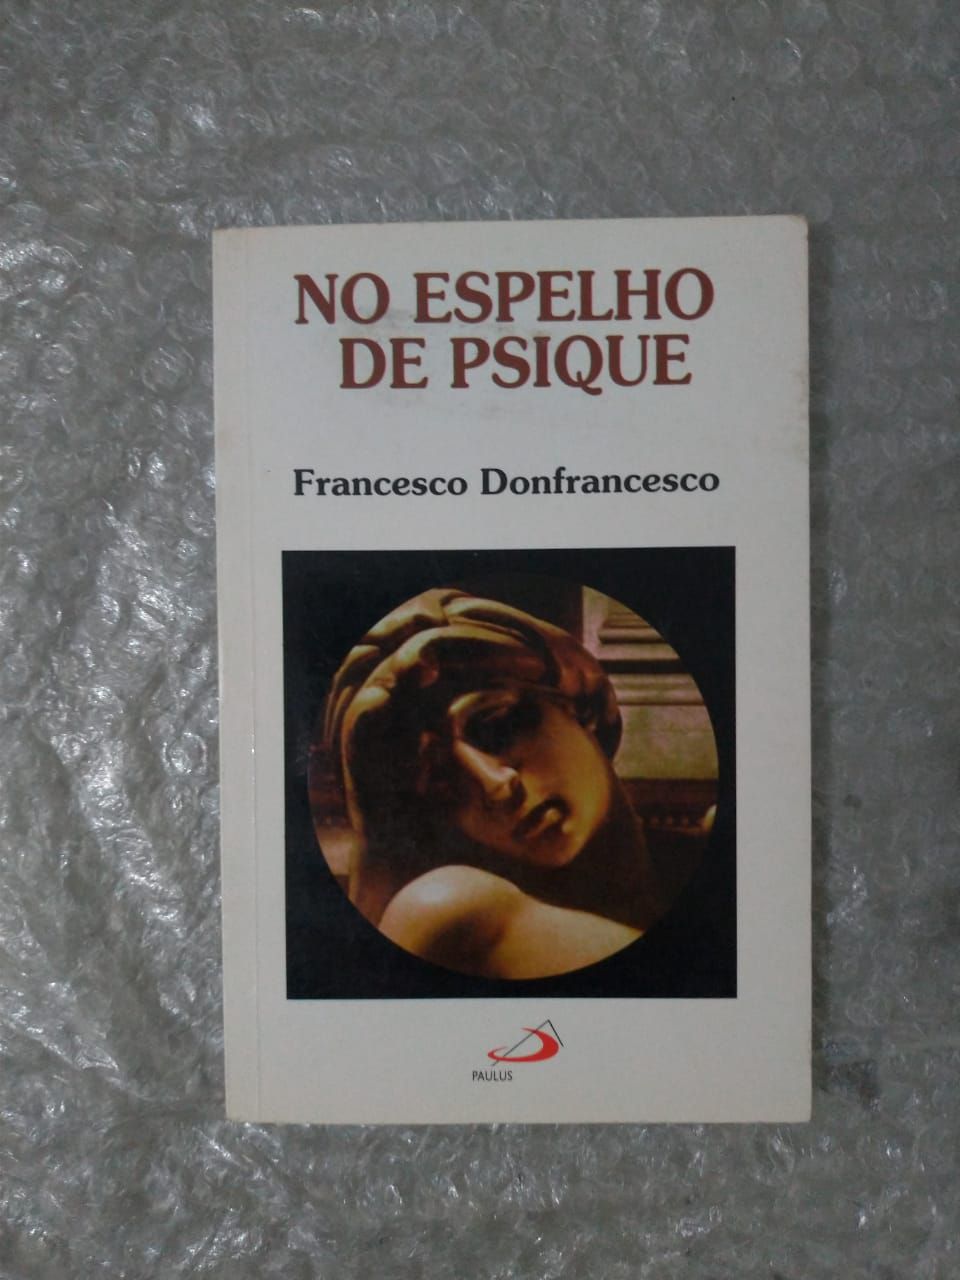 NO ESPELHO
DE PSIQUE
Francesco Donfrancesco
PAULUS